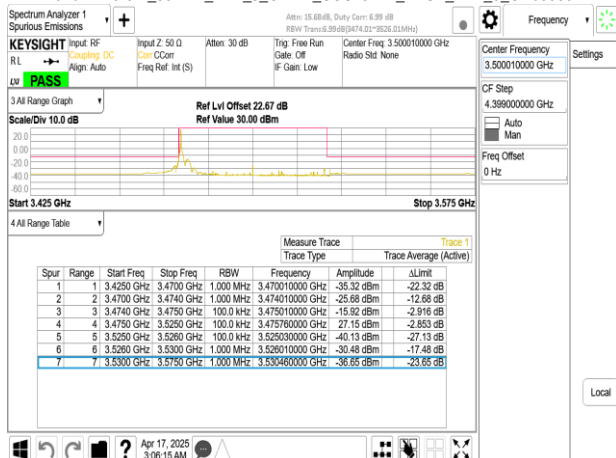 Spectrum Analyzer 1
Spurious Emissions
Attn: 15.68dB, Duty Corr: 6.99 dB
RBW Trans:6.99dB(3474.01~3526.01MHz)
Frequency
KEYSIGHT
Input: RF
Coupling: DC
Align: Auto
Input Z: 50 Ω
Corr CCorr
Freq Ref: Int (S)
Atten: 30 dB
Trig: Free Run
Gate: Off
IF Gain: Low
Center Freq: 3.500010000 GHz
Radio Std: None
RL
LXI
PASS
Center Frequency
3.500010000 GHz
Settings
CF Step
4.399000000 GHz
Auto
Man
Freq Offset
0 Hz
3 All Range Graph
Scale/Div 10.0 dB
Ref Lvl Offset 22.67 dB
Ref Value 30.00 dBm
20.0
0.00
-20.0
-40.0
-60.0
Start 3.425 GHz
Stop 3.575 GHz
4 All Range Table
Measure Trace Trace 1
Trace Type Trace Average (Active)
Spur Range Start Freq Stop Freq RBW Frequency Amplitude ΔLimit
1 1 3.4250 GHz 3.4700 GHz 1.000 MHz 3.470010000 GHz -35.32 dBm -22.32 dB
2 2 3.4700 GHz 3.4740 GHz 1.000 MHz 3.474010000 GHz -25.68 dBm -12.68 dB
3 3 3.4740 GHz 3.4750 GHz 100.0 kHz 3.475010000 GHz -15.92 dBm -2.916 dB
4 4 3.4750 GHz 3.5250 GHz 100.0 kHz 3.475760000 GHz 27.15 dBm -2.853 dB
5 5 3.5250 GHz 3.5260 GHz 100.0 kHz 3.525030000 GHz -40.13 dBm -27.13 dB
6 6 3.5260 GHz 3.5300 GHz 1.000 MHz 3.526010000 GHz -30.48 dBm -17.48 dB
7 7 3.5300 GHz 3.5750 GHz 1.000 MHz 3.530460000 GHz -36.65 dBm -23.65 dB
Local
Apr 17, 2025
3:06:15 AM